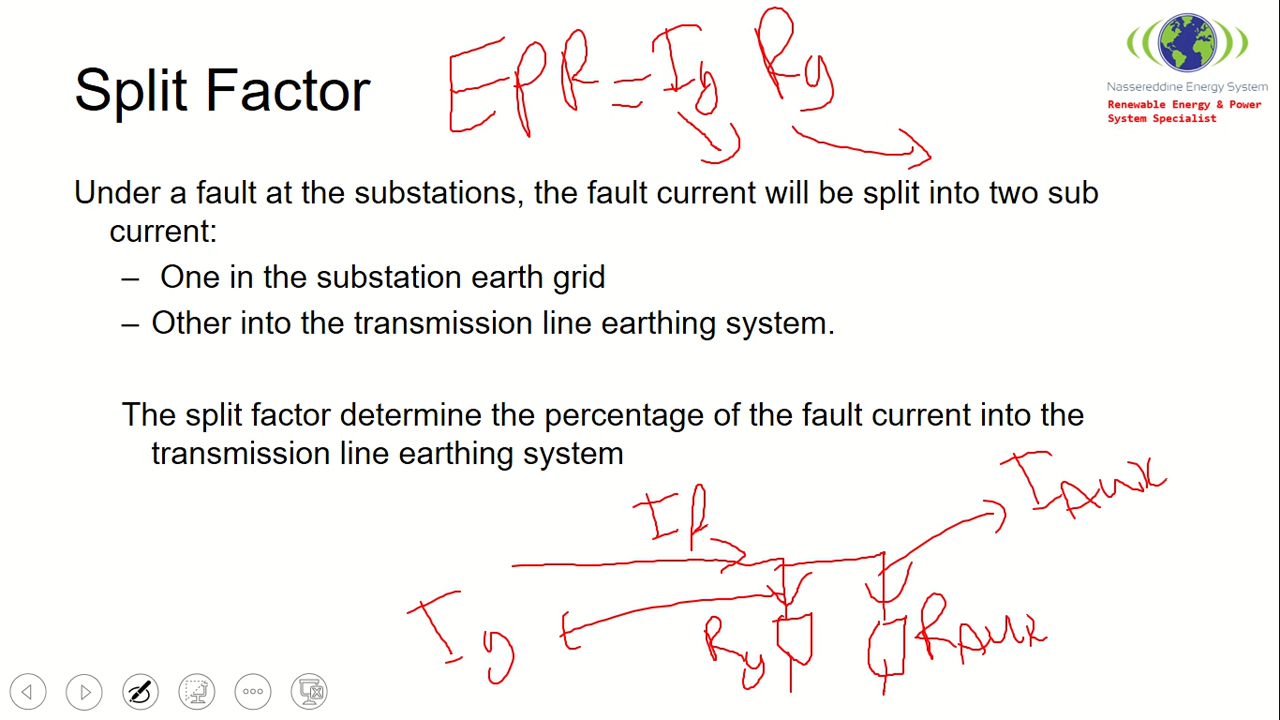 Split Factor
EPR = Ig Rg
Nassereddine Energy System
Renewable Energy & Power
System Specialist
Under a fault at the substations, the fault current will be split into two sub
current:
– One in the substation earth grid
– Other into the transmission line earthing system.
The split factor determine the percentage of the fault current into the
transmission line earthing system
IAUX
If
Ig
Rg
RAUX